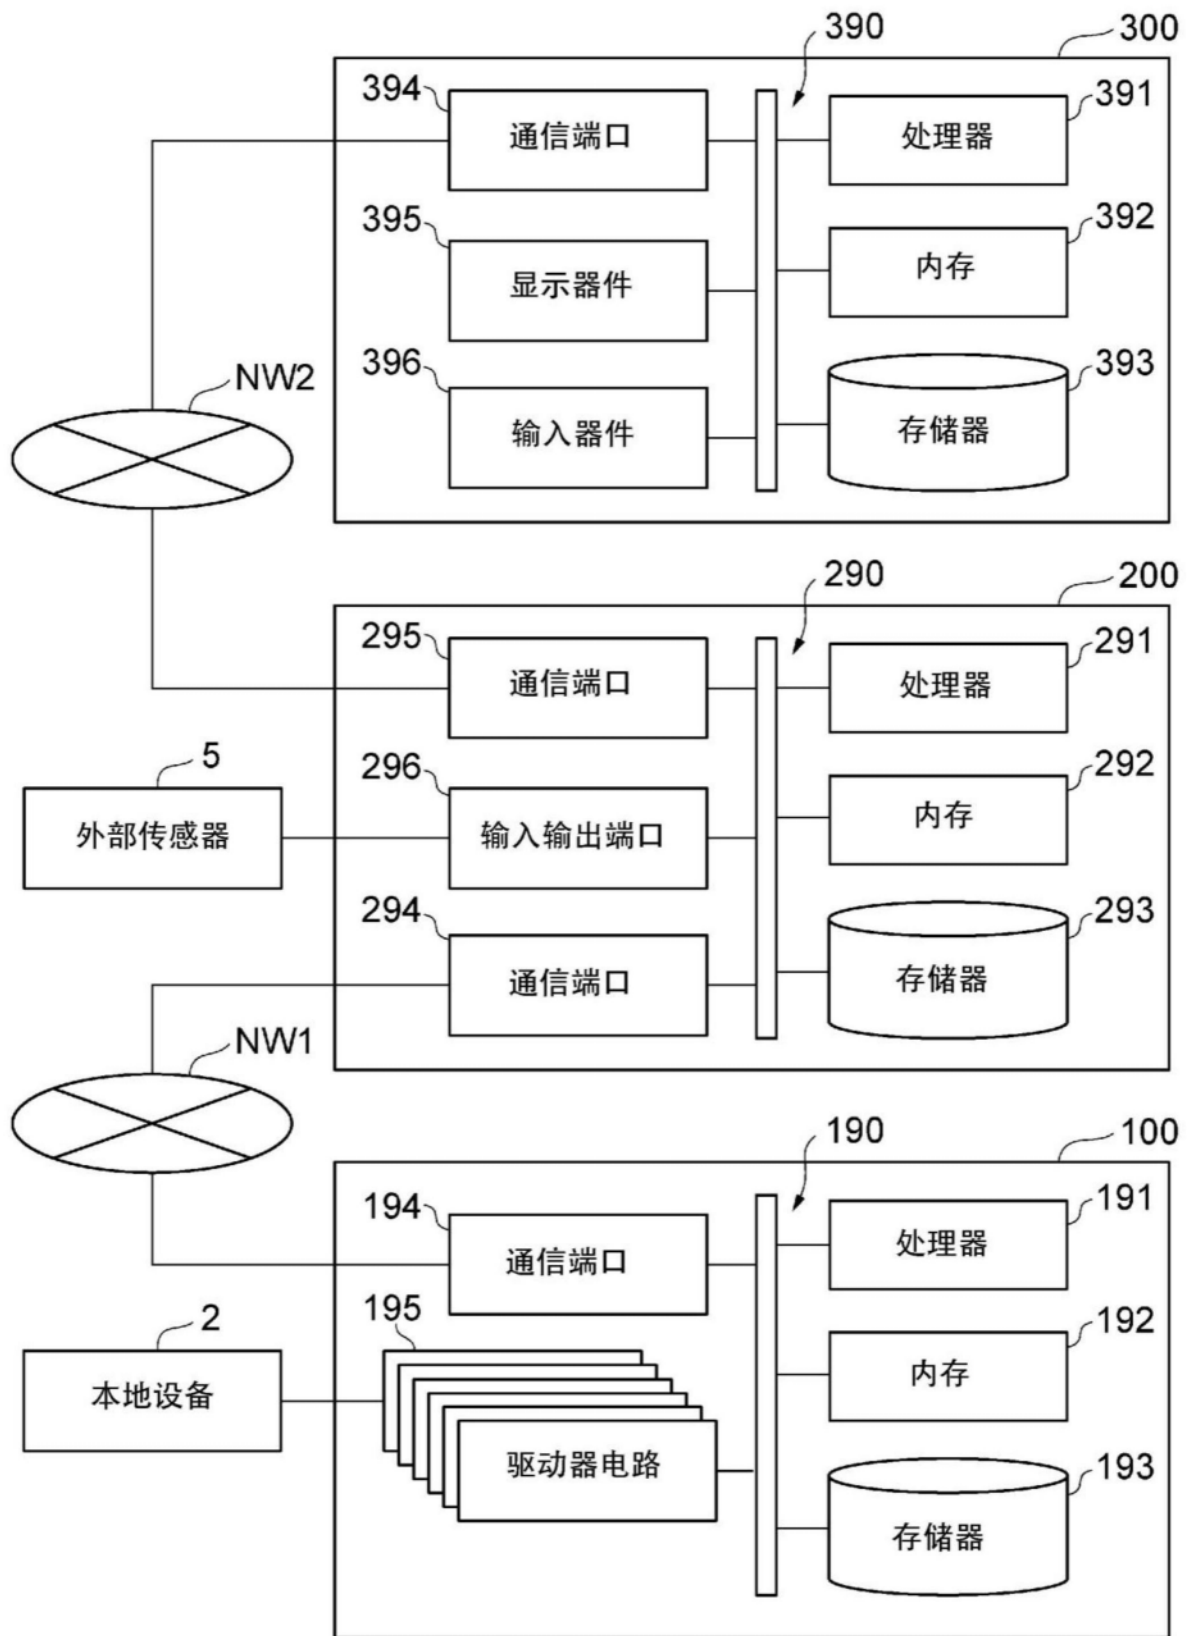 390
300
394
通信端口
391
处理器
395
显示器件
392
内存
NW2
396
输入器件
393
存储器
290
200
295
通信端口
291
处理器
5
外部传感器
296
输入输出端口
292
内存
294
通信端口
293
存储器
NW1
190
100
194
通信端口
191
处理器
2
本地设备
195
驱动器电路
192
内存
193
存储器